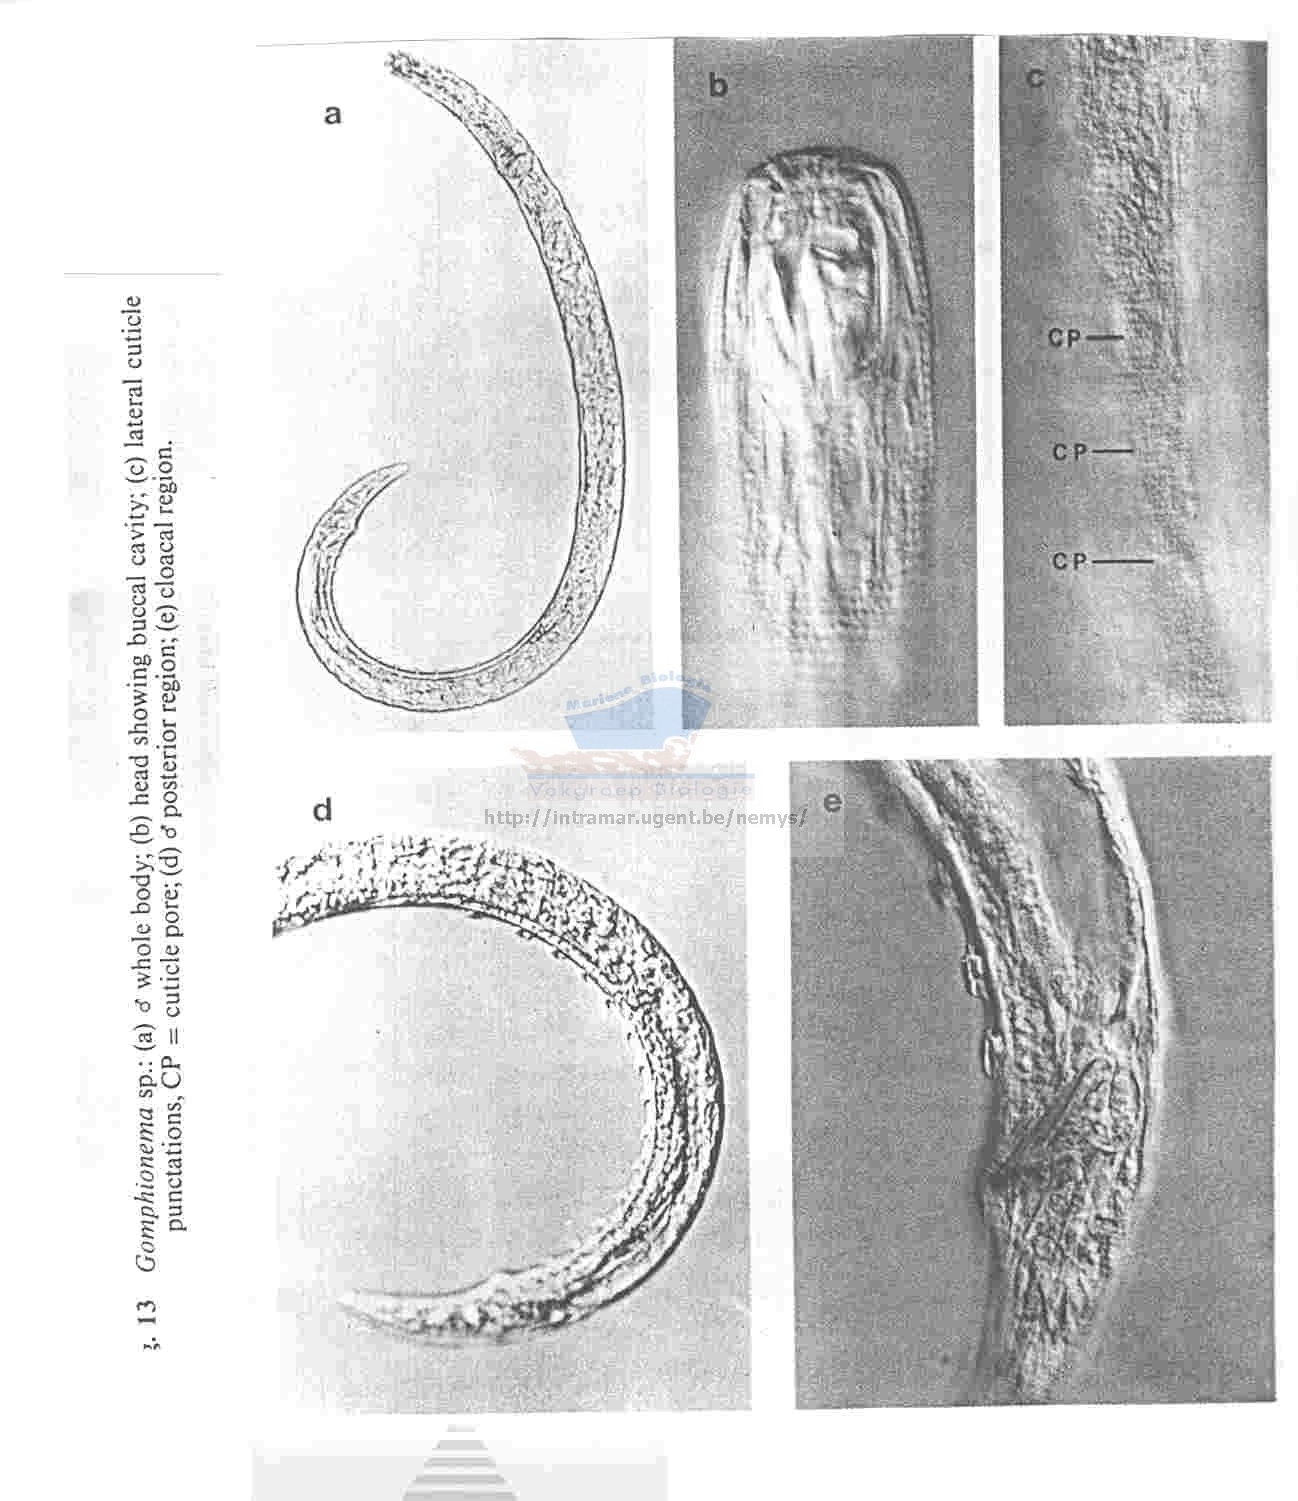 a
b
c
CP
CP
CP
Mariene Biologie
Vakgroep Biologie
http://intramar.ugent.be/nemys/
d
e
. 13 Gomphionema sp.: (a) ♂ whole body; (b) head showing buccal cavity; (c) lateral cuticle
punctations, CP = cuticle pore; (d) ♂ posterior region; (e) cloacal region.